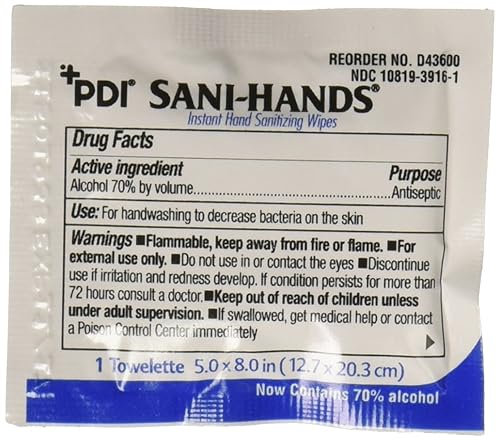 REORDER NO. D43600
NDC 10819-3916-1
PDI® SANI-HANDS®
Instant Hand Sanitizing Wipes
Drug Facts
Active ingredient Purpose
Alcohol 70% by volume..........................................Antiseptic
Use: For handwashing to decrease bacteria on the skin
Warnings ■Flammable, keep away from fire or flame. ■For
external use only. ■Do not use in or contact the eyes ■Discontinue
use if irritation and redness develop. If condition persists for more than
72 hours consult a doctor. ■Keep out of reach of children unless
under adult supervision. ■If swallowed, get medical help or contact
a Poison Control Center immediately
1 Towelette 5.0 x 8.0 in (12.7 x 20.3 cm)
Now Contains 70% alcohol